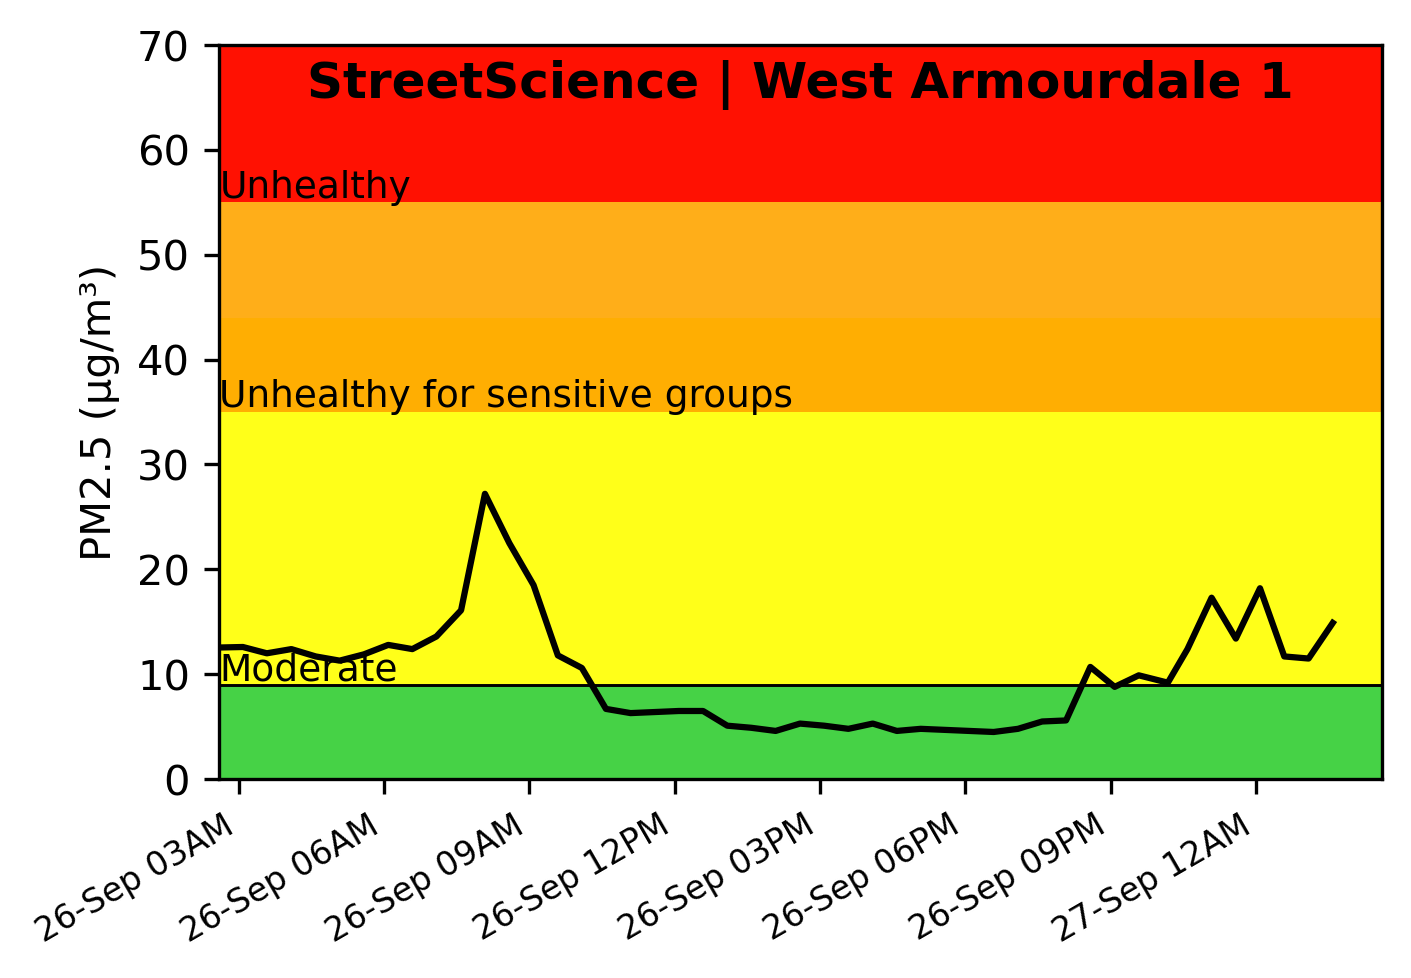 StreetScience | West Armourdale 1
70
60
50
40
30
20
10
0
PM2.5 (µg/m³)
Unhealthy
Unhealthy for sensitive groups
Moderate
26-Sep 03AM
26-Sep 06AM
26-Sep 09AM
26-Sep 12PM
26-Sep 03PM
26-Sep 06PM
26-Sep 09PM
27-Sep 12AM